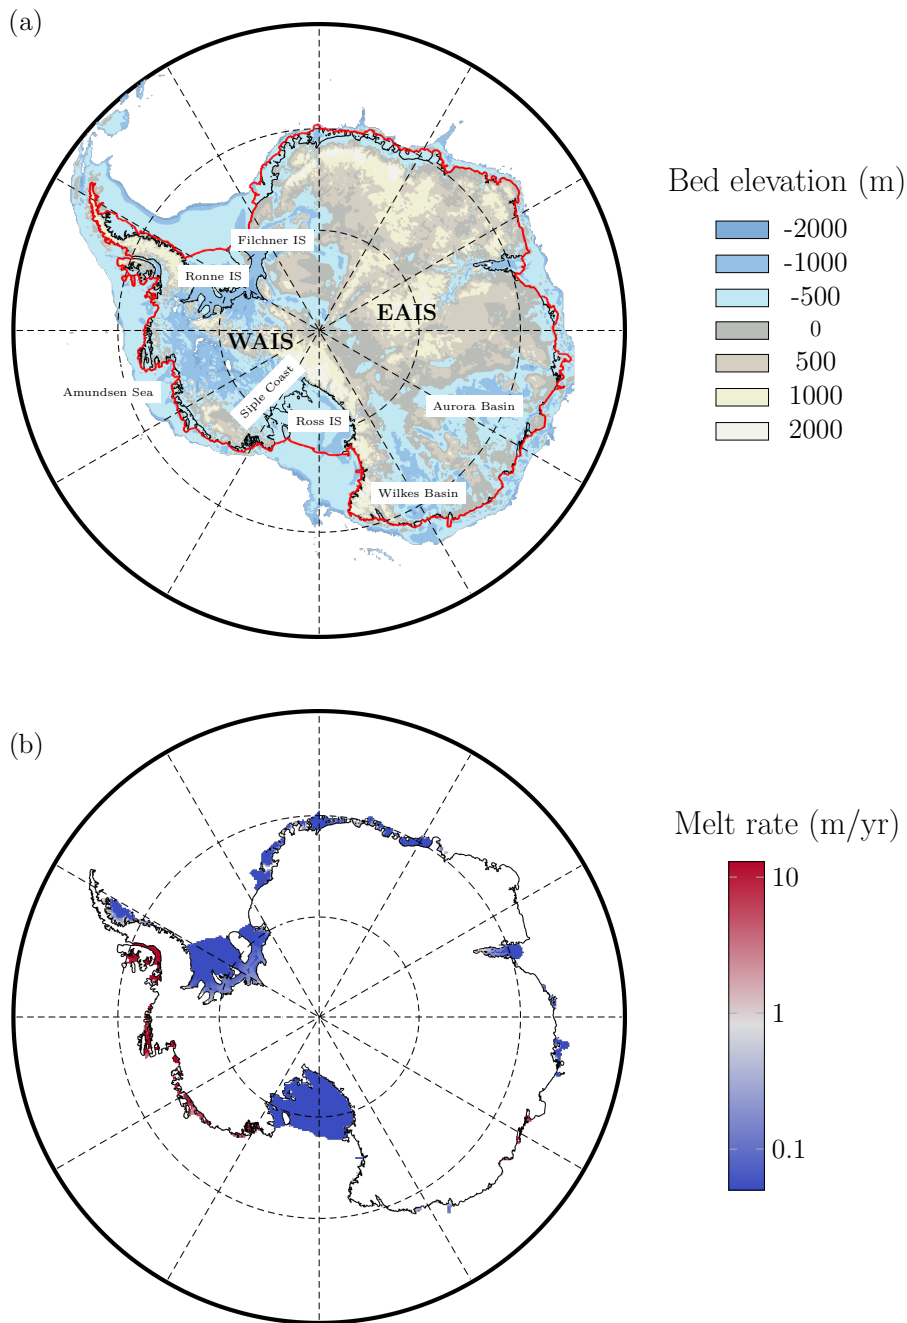 (a)
Bed elevation (m)
-2000
-1000
-500
0
500
1000
2000
Filchner IS
Ronne IS
EAIS
WAIS
Siple Coast
Amundsen Sea
Aurora Basin
Ross IS
Wilkes Basin
(b)
Melt rate (m/yr)
10
1
0.1